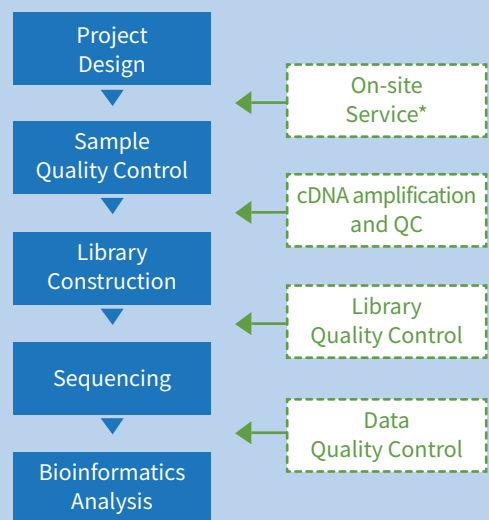 Project
Design
On-site
Service*
Sample
Quality Control
cDNA amplification
and QC
Library
Construction
Library
Quality Control
Sequencing
Data
Quality Control
Bioinformatics
Analysis